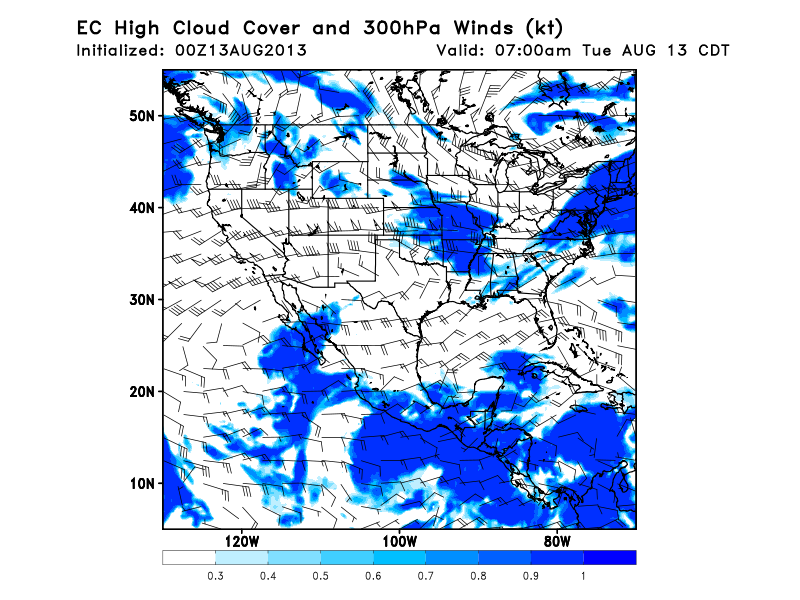 EC High Cloud Cover and 300hPa Winds (kt)
Initialized: 00Z13AUG2013 Valid: 07:00am Tue AUG 13 CDT
50N
40N
30N
20N
10N
120W 100W 80W
0.3 0.4 0.5 0.6 0.7 0.8 0.9 1